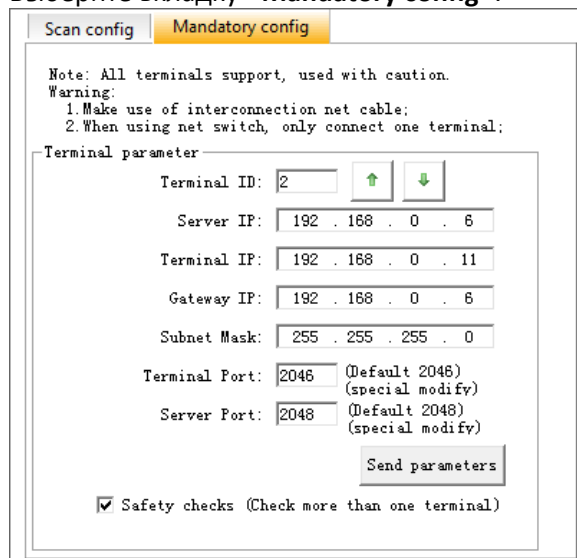 Выберите вкладку "Mandatory config".
Scan config Mandatory config
Note: All terminals support, used with caution.
Warning:
1.Make use of interconnection net cable;
2.When using net switch, only connect one terminal;
Terminal parameter
Terminal ID: 2
Server IP: 192 . 168 . 0 . 6
Terminal IP: 192 . 168 . 0 . 11
Gateway IP: 192 . 168 . 0 . 6
Subnet Mask: 255 . 255 . 255 . 0
Terminal Port: 2046 (Default 2046)
(special modify)
Server Port: 2048 (Default 2048)
(special modify)
Send parameters
Safety checks (Check more than one terminal)